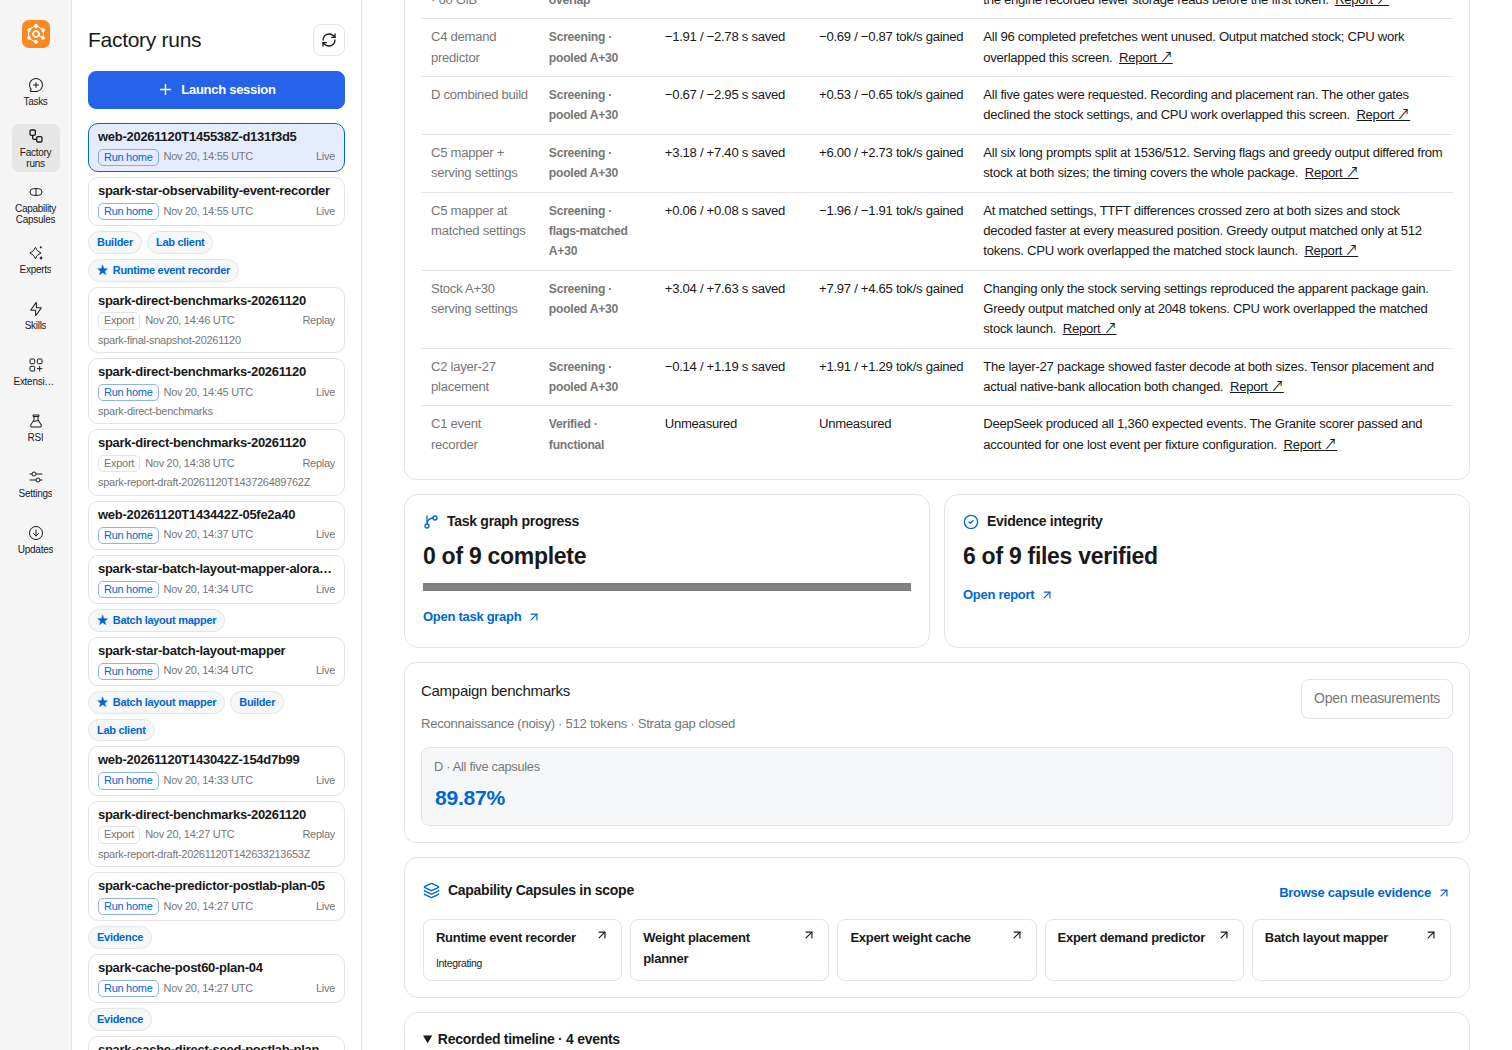 Tasks
Factory
runs
Capability
Capsules
Experts
Skills
Extensi…
RSI
Settings
Updates
Factory runs
Launch session
web-20261120T145538Z-d131f3d5
Run home Nov 20, 14:55 UTC Live
spark-star-observability-event-recorder
Run home Nov 20, 14:55 UTC Live
Builder Lab client
★ Runtime event recorder
spark-direct-benchmarks-20261120
Export Nov 20, 14:46 UTC Replay
spark-final-snapshot-20261120
spark-direct-benchmarks-20261120
Run home Nov 20, 14:45 UTC Live
spark-direct-benchmarks
spark-direct-benchmarks-20261120
Export Nov 20, 14:38 UTC Replay
spark-report-draft-20261120T143726489762Z
web-20261120T143442Z-05fe2a40
Run home Nov 20, 14:37 UTC Live
spark-star-batch-layout-mapper-alora…
Run home Nov 20, 14:34 UTC Live
★ Batch layout mapper
spark-star-batch-layout-mapper
Run home Nov 20, 14:34 UTC Live
★ Batch layout mapper Builder
Lab client
web-20261120T143042Z-154d7b99
Run home Nov 20, 14:33 UTC Live
spark-direct-benchmarks-20261120
Export Nov 20, 14:27 UTC Replay
spark-report-draft-20261120T142633213653Z
spark-cache-predictor-postlab-plan-05
Run home Nov 20, 14:27 UTC Live
Evidence
spark-cache-post60-plan-04
Run home Nov 20, 14:27 UTC Live
Evidence
spark-cache-direct-seed-postlab-plan
· 60 GiB overlap the engine recorded fewer storage reads before the first token. Report ↗
C4 demand Screening · −1.91 / −2.78 s saved −0.69 / −0.87 tok/s gained All 96 completed prefetches went unused. Output matched stock; CPU work
predictor pooled A+30 overlapped this screen. Report ↗
D combined build Screening · −0.67 / −2.95 s saved +0.53 / −0.65 tok/s gained All five gates were requested. Recording and placement ran. The other gates
pooled A+30 declined the stock settings, and CPU work overlapped this screen. Report ↗
C5 mapper + Screening · +3.18 / +7.40 s saved +6.00 / +2.73 tok/s gained All six long prompts split at 1536/512. Serving flags and greedy output differed from
serving settings pooled A+30 stock at both sizes; the timing covers the whole package. Report ↗
C5 mapper at Screening · +0.06 / +0.08 s saved −1.96 / −1.91 tok/s gained At matched settings, TTFT differences crossed zero at both sizes and stock
matched settings flags-matched decoded faster at every measured position. Greedy output matched only at 512
A+30 tokens. CPU work overlapped the matched stock launch. Report ↗
Stock A+30 Screening · +3.04 / +7.63 s saved +7.97 / +4.65 tok/s gained Changing only the stock serving settings reproduced the apparent package gain.
serving settings pooled A+30 Greedy output matched only at 2048 tokens. CPU work overlapped the matched
stock launch. Report ↗
C2 layer-27 Screening · −0.14 / +1.19 s saved +1.91 / +1.29 tok/s gained The layer-27 package showed faster decode at both sizes. Tensor placement and
placement pooled A+30 actual native-bank allocation both changed. Report ↗
C1 event Verified · Unmeasured Unmeasured DeepSeek produced all 1,360 expected events. The Granite scorer passed and
recorder functional accounted for one lost event per fixture configuration. Report ↗
Task graph progress
0 of 9 complete
Open task graph ↗
Evidence integrity
6 of 9 files verified
Open report ↗
Campaign benchmarks
Open measurements
Reconnaissance (noisy) · 512 tokens · Strata gap closed
D · All five capsules
89.87%
Capability Capsules in scope
Browse capsule evidence ↗
Runtime event recorder ↗
Integrating
Weight placement ↗
planner
Expert weight cache ↗
Expert demand predictor ↗
Batch layout mapper ↗
▼ Recorded timeline · 4 events